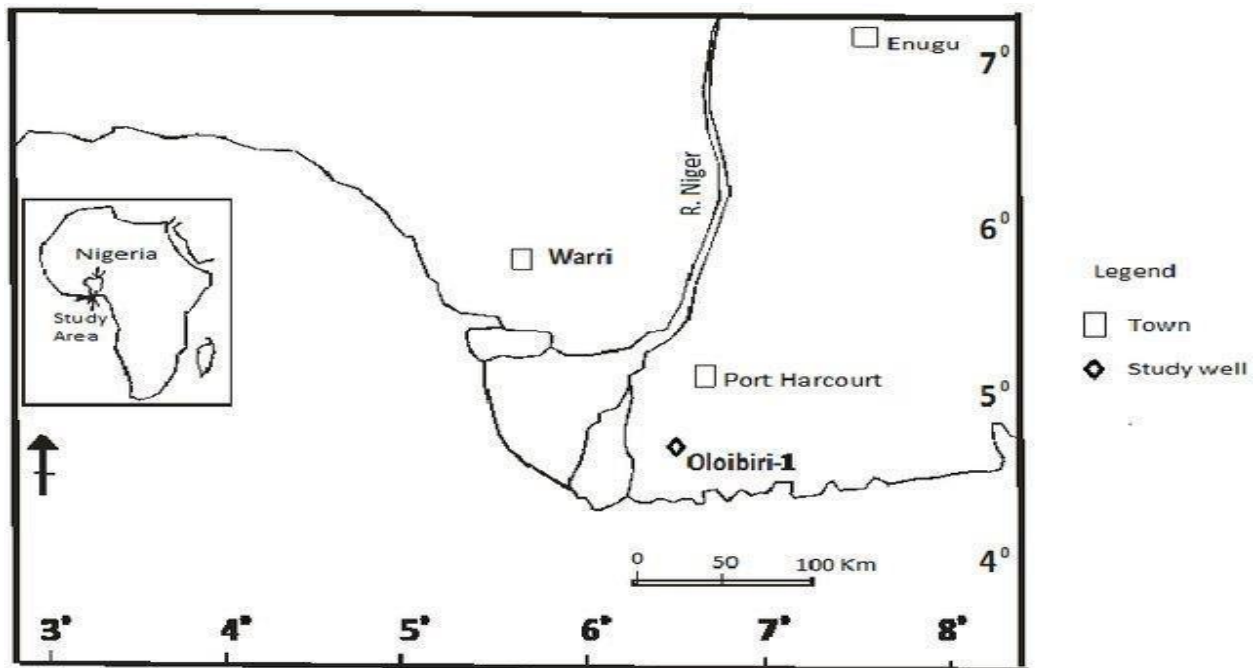 Enugu
7⁰
R. Niger
6⁰
Warri
Nigeria
Study
Area
Legend
Town
Study well
Port Harcourt
5⁰
Oloibiri-1
4⁰
0 50 100 Km
3° 4° 5° 6° 7° 8°